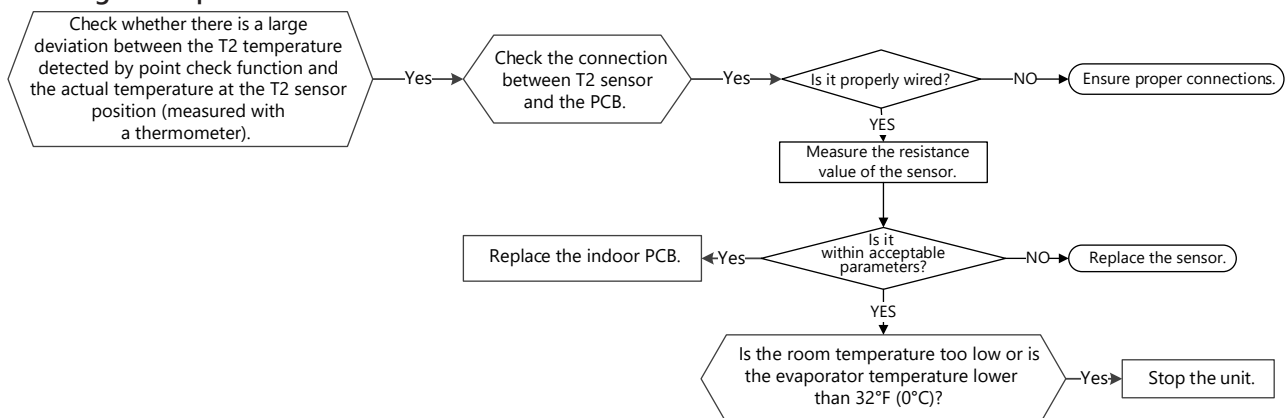 Check whether there is a large
deviation between the T2 temperature
detected by point check function and
the actual temperature at the T2 sensor
position (measured with
a thermometer).
Yes
Check the connection
between T2 sensor
and the PCB.
Yes
Is it properly wired?
NO
Ensure proper connections.
YES
Measure the resistance
value of the sensor.
Is it
within acceptable
parameters?
Yes
Replace the indoor PCB.
NO
Replace the sensor.
YES
Is the room temperature too low or is
the evaporator temperature lower
than 32°F (0°C)?
Yes
Stop the unit.